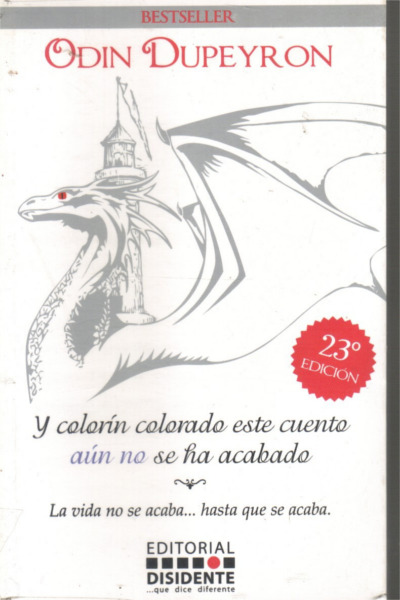 BESTSELLER
ODIN DUPEYRON
23º
EDICIÓN
Y colorín colorado este cuento
aún no se ha acabado
La vida no se acaba... hasta que se acaba.
EDITORIAL
DISIDENTE
...que dice diferente